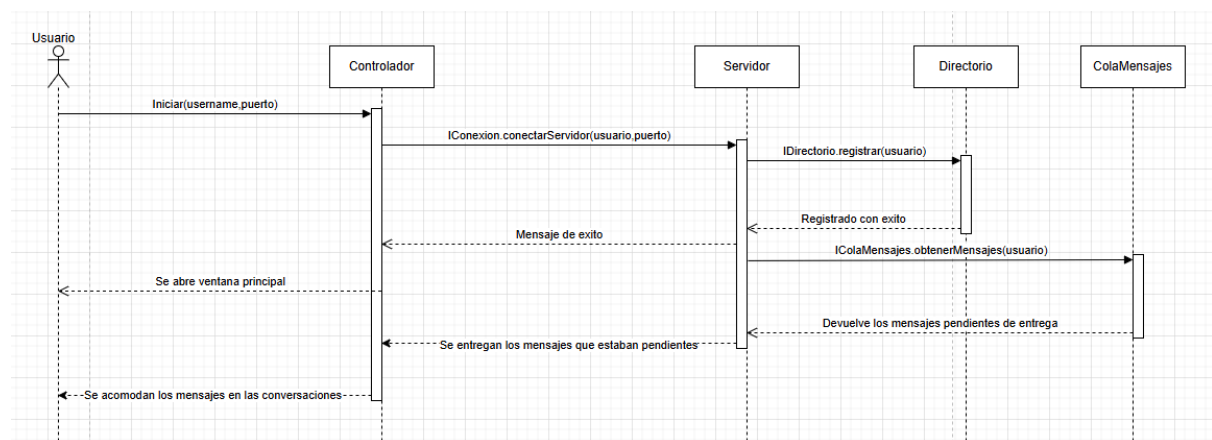 Usuario
Controlador
Servidor
Directorio
ColaMensajes
Iniciar(username,puerto)
IConexion.conectarServidor(usuario,puerto)
IDirectorio.registrar(usuario)
Registrado con exito
Mensaje de exito
IColaMensajes.obtenerMensajes(usuario)
Se abre ventana principal
Devuelve los mensajes pendientes de entrega
Se entregan los mensajes que estaban pendientes
Se acomodan los mensajes en las conversaciones